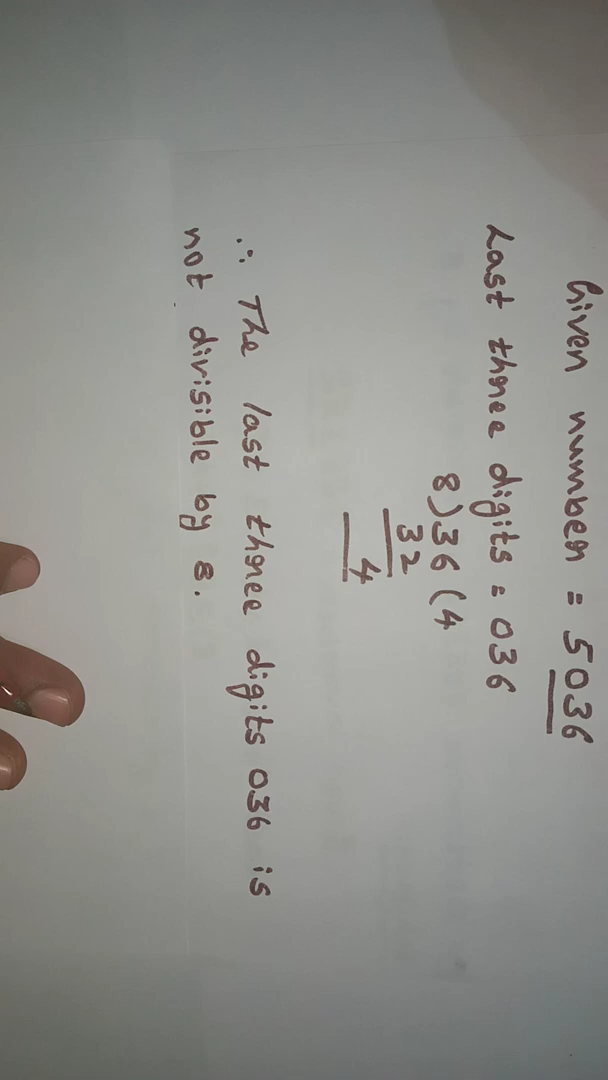 Given number = 5036
Last three digits = 036
8)36(4
32
4
∴ The last three digits 036 is
not divisible by 8.